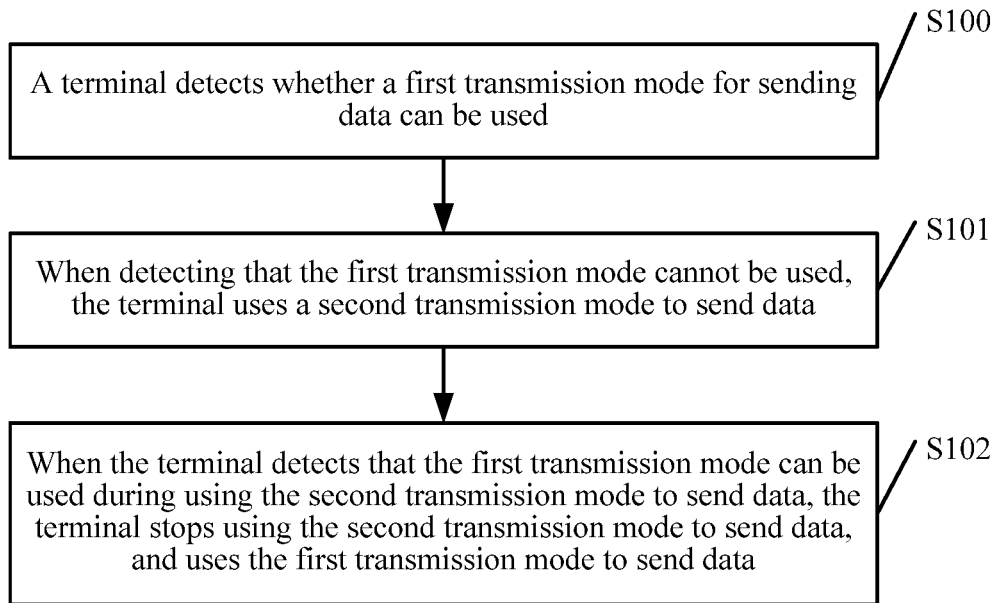 S100
A terminal detects whether a first transmission mode for sending
data can be used
S101
When detecting that the first transmission mode cannot be used,
the terminal uses a second transmission mode to send data
S102
When the terminal detects that the first transmission mode can be
used during using the second transmission mode to send data, the
terminal stops using the second transmission mode to send data,
and uses the first transmission mode to send data